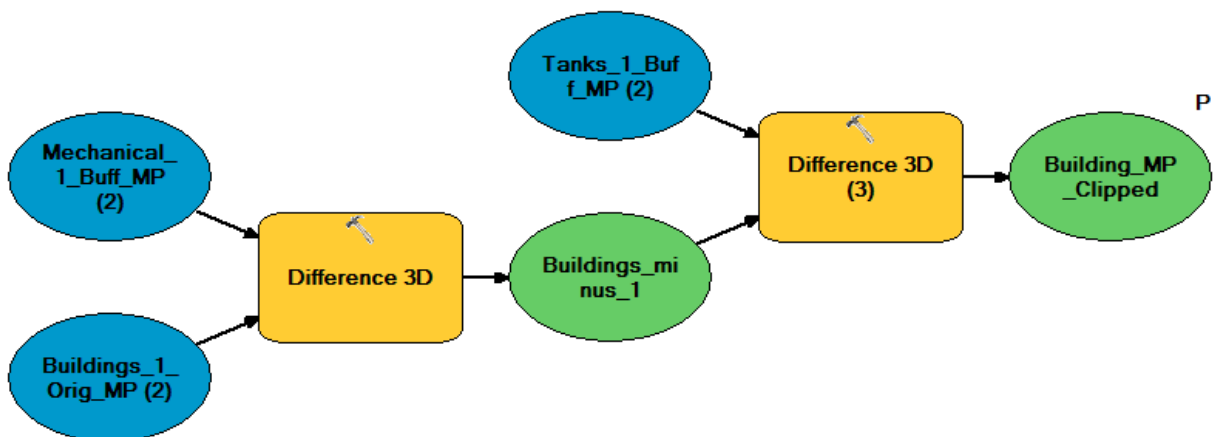 Tanks_1_Buf
f_MP (2)
P
Mechanical_
1_Buff_MP
(2)
Difference 3D
(3)
Building_MP
_Clipped
Difference 3D
Buildings_mi
nus_1
Buildings_1_
Orig_MP (2)